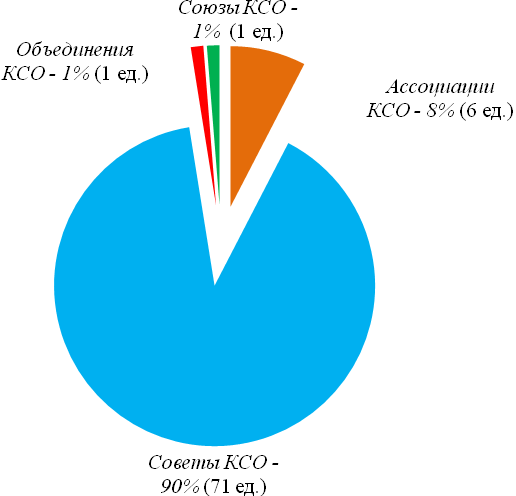 Союзы КСО -
1% (1 ед.)
Объединения
КСО - 1% (1 ед.)
Ассоциации
КСО - 8% (6 ед.)
Советы КСО -
90% (71 ед.)